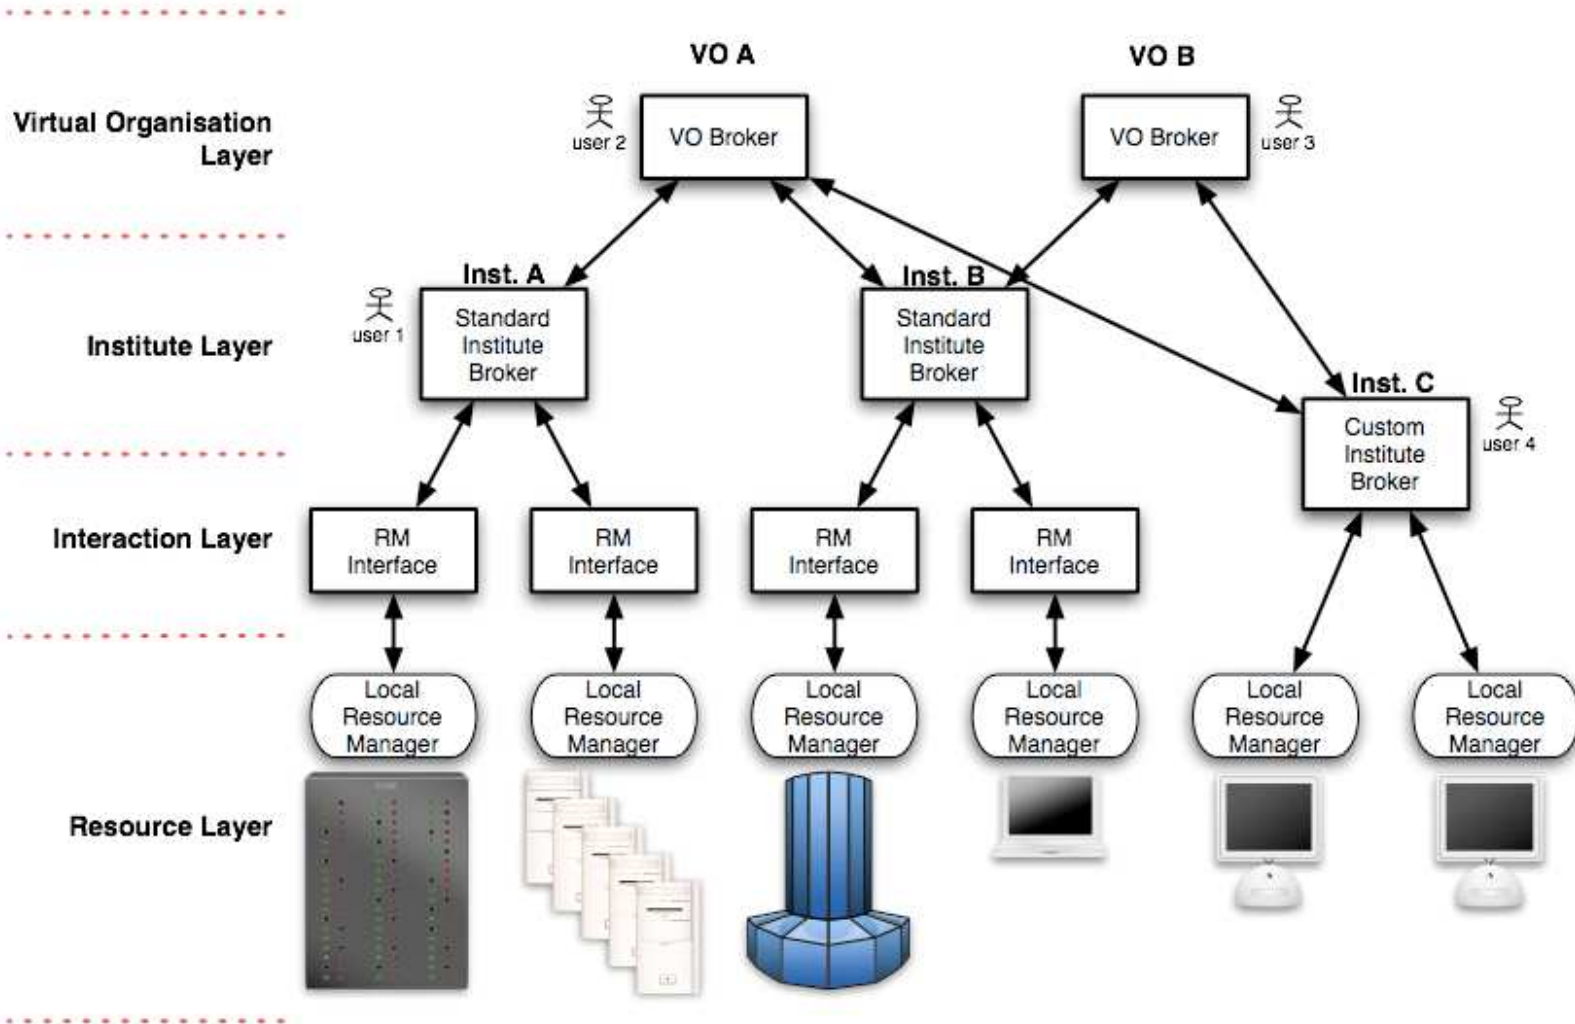 VO A
VO B
Virtual Organisation
Layer
user 2
VO Broker
VO Broker
user 3
Inst. A
Inst. B
Institute Layer
user 1
Standard
Institute
Broker
Standard
Institute
Broker
Inst. C
Custom
Institute
Broker
user 4
Interaction Layer
RM
Interface
RM
Interface
RM
Interface
RM
Interface
Local
Resource
Manager
Local
Resource
Manager
Local
Resource
Manager
Local
Resource
Manager
Local
Resource
Manager
Local
Resource
Manager
Resource Layer